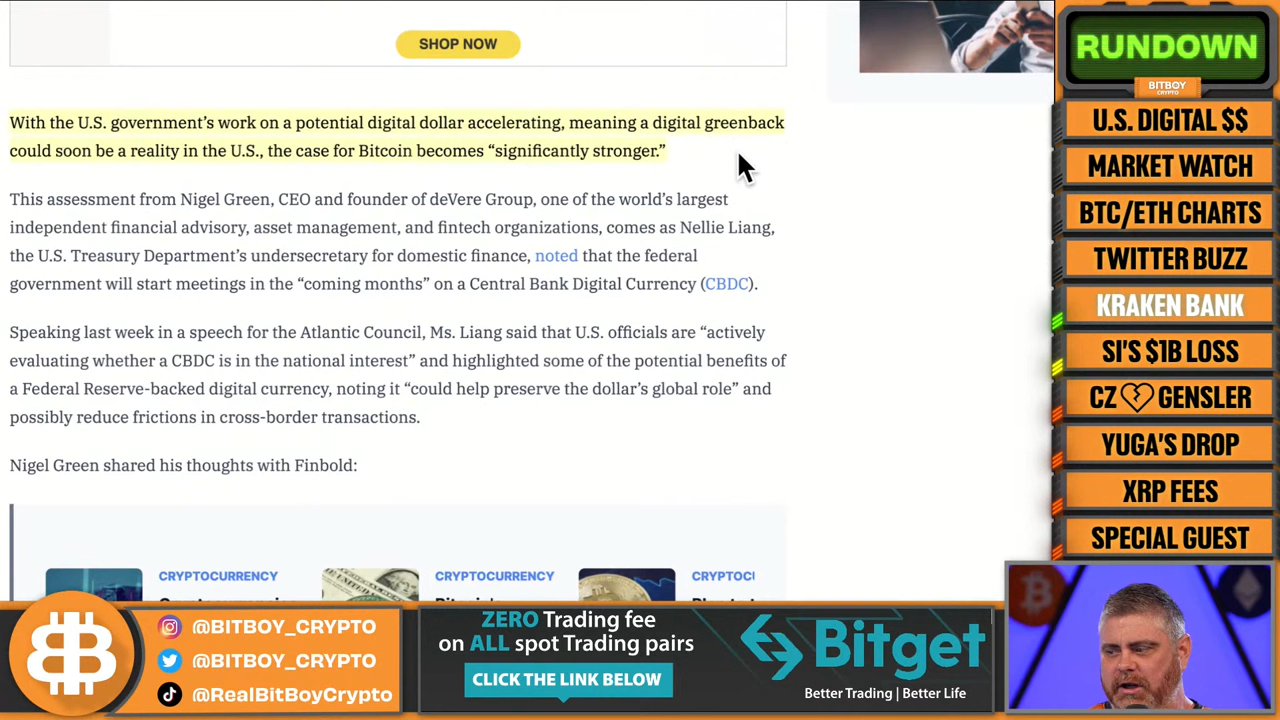 SHOP NOW
With the U.S. government’s work on a potential digital dollar accelerating, meaning a digital greenback
could soon be a reality in the U.S., the case for Bitcoin becomes “significantly stronger.”
This assessment from Nigel Green, CEO and founder of deVere Group, one of the world’s largest
independent financial advisory, asset management, and fintech organizations, comes as Nellie Liang,
the U.S. Treasury Department’s undersecretary for domestic finance, noted that the federal
government will start meetings in the “coming months” on a Central Bank Digital Currency (CBDC).
Speaking last week in a speech for the Atlantic Council, Ms. Liang said that U.S. officials are “actively
evaluating whether a CBDC is in the national interest” and highlighted some of the potential benefits of
a Federal Reserve-backed digital currency, noting it “could help preserve the dollar’s global role” and
possibly reduce frictions in cross-border transactions.
Nigel Green shared his thoughts with Finbold:
CRYPTOCURRENCY
CRYPTOCURRENCY
CRYPTOCU
RUNDOWN
BITBOY
CRYPTO
U.S. DIGITAL $$
MARKET WATCH
BTC/ETH CHARTS
TWITTER BUZZ
KRAKEN BANK
SI'S $1B LOSS
CZ 💔 GENSLER
YUGA'S DROP
XRP FEES
SPECIAL GUEST
@BITBOY_CRYPTO
@BITBOY_CRYPTO
@RealBitBoyCrypto
ZERO Trading fee
on ALL spot Trading pairs
CLICK THE LINK BELOW
Bitget
Better Trading | Better Life